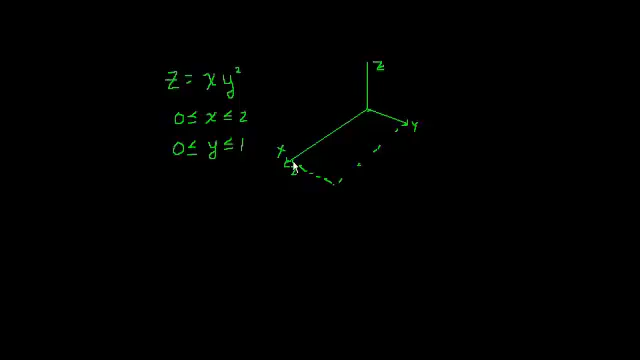 z = xy²
0 ≤ x ≤ 2
0 ≤ y ≤ 1
z
y
x
2